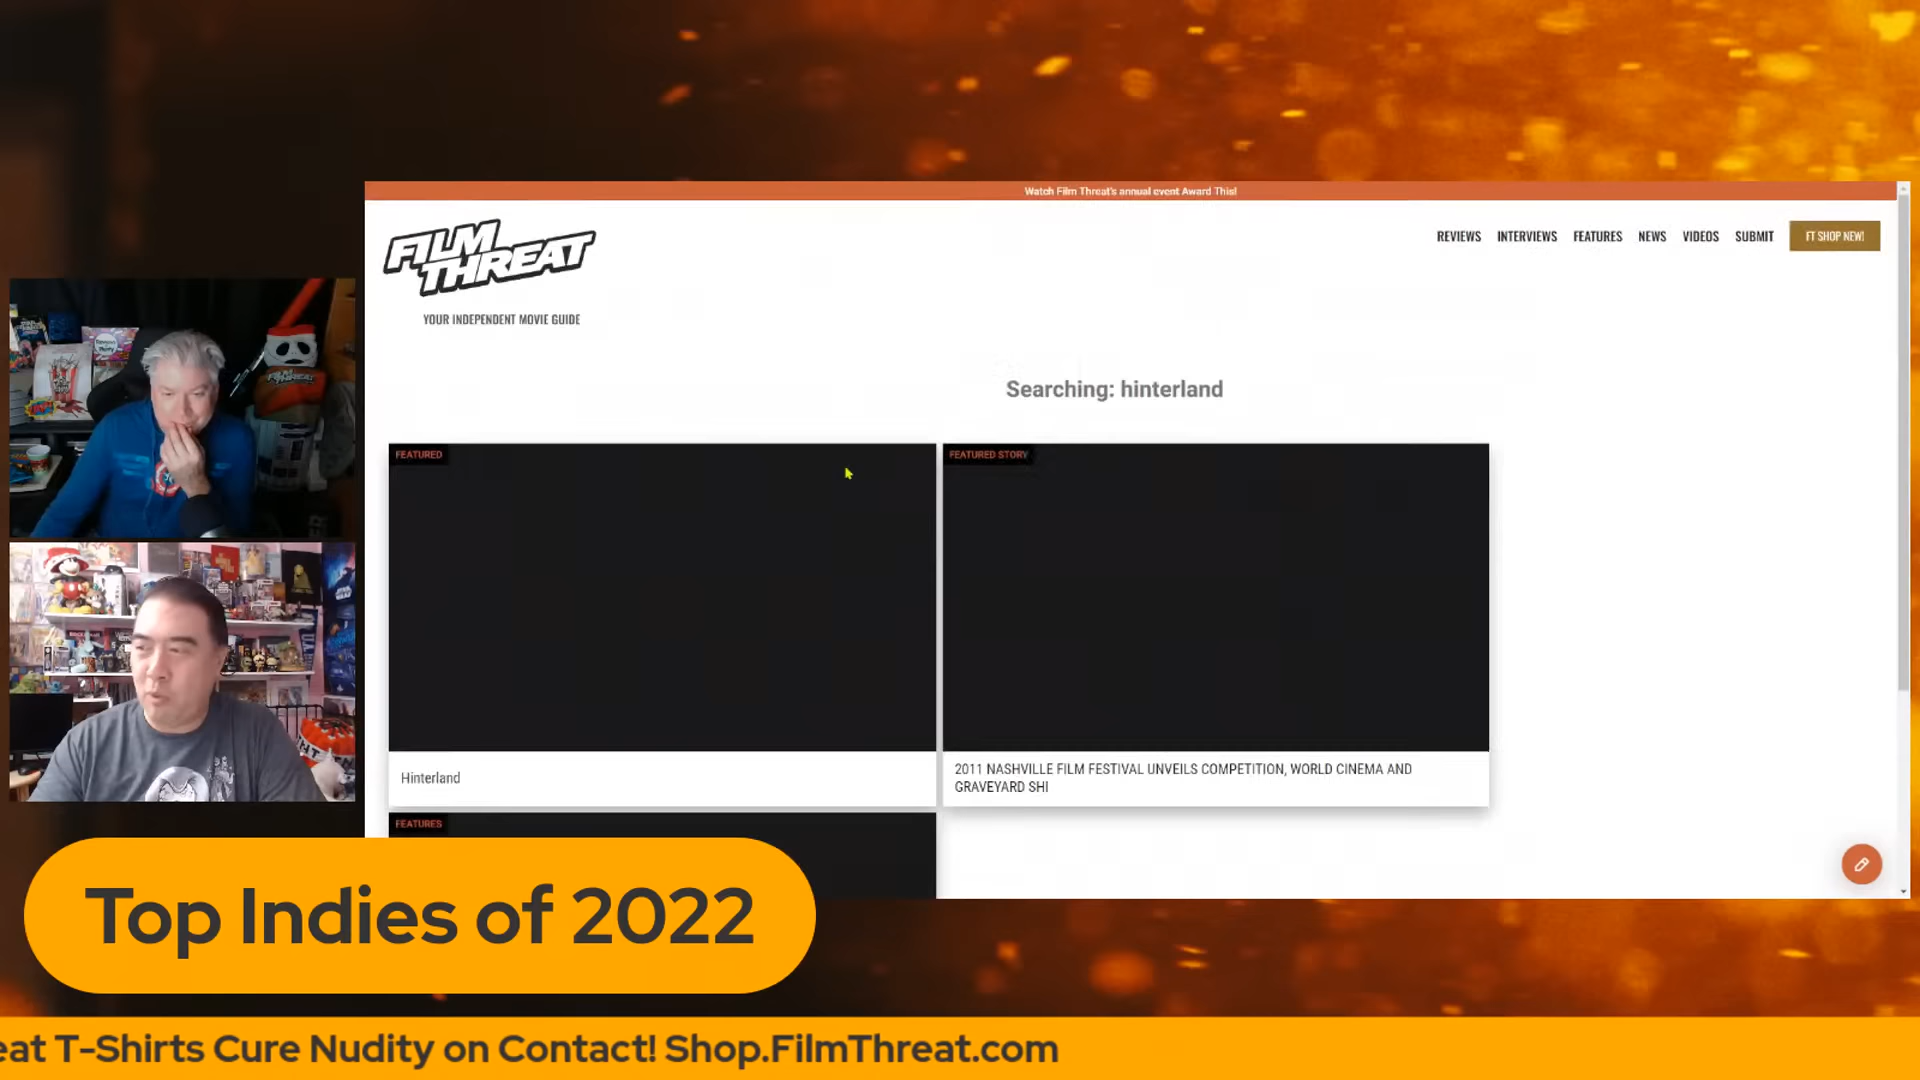 Watch Film Threat's annual event Award This!
FILM
THREAT
YOUR INDEPENDENT MOVIE GUIDE
REVIEWS INTERVIEWS FEATURES NEWS VIDEOS SUBMIT FT SHOP NEW!
Searching: hinterland
FEATURED
FEATURED STORY
Hinterland
2011 NASHVILLE FILM FESTIVAL UNVEILS COMPETITION, WORLD CINEMA AND
GRAVEYARD SHI
FEATURES
FILM THREAT
Top Indies of 2022
eat T-Shirts Cure Nudity on Contact! Shop.FilmThreat.com